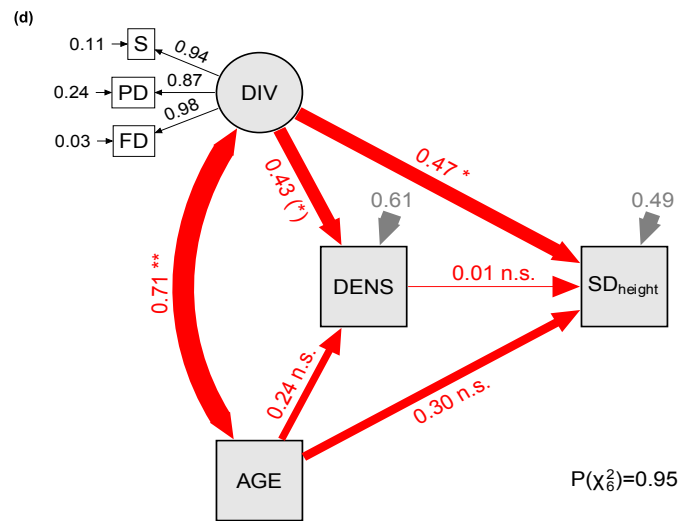 (d)
0.11
S
0.94
0.24
PD
0.87
DIV
0.03
FD
0.98
0.47 *
0.43 (*)
0.61
0.49
0.71 **
DENS
0.01 n.s.
SD_height
0.24 n.s.
0.30 n.s.
AGE
P(χ²₆)=0.95